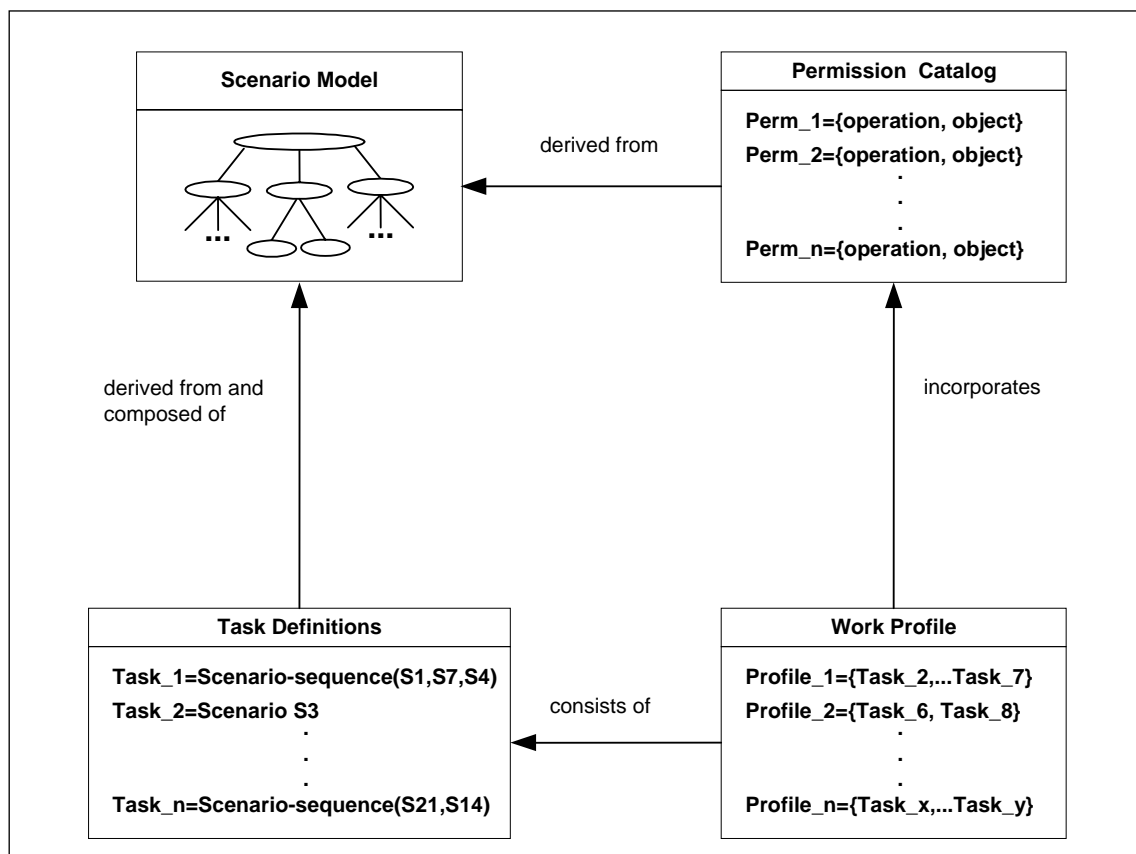 Scenario Model
...
...
derived from
Permission Catalog
Perm_1={operation, object}
Perm_2={operation, object}
.
.
.
Perm_n={operation, object}
derived from and
composed of
incorporates
Task Definitions
Task_1=Scenario-sequence(S1,S7,S4)
Task_2=Scenario S3
.
.
.
Task_n=Scenario-sequence(S21,S14)
consists of
Work Profile
Profile_1={Task_2,...Task_7}
Profile_2={Task_6, Task_8}
.
.
.
Profile_n={Task_x,...Task_y}